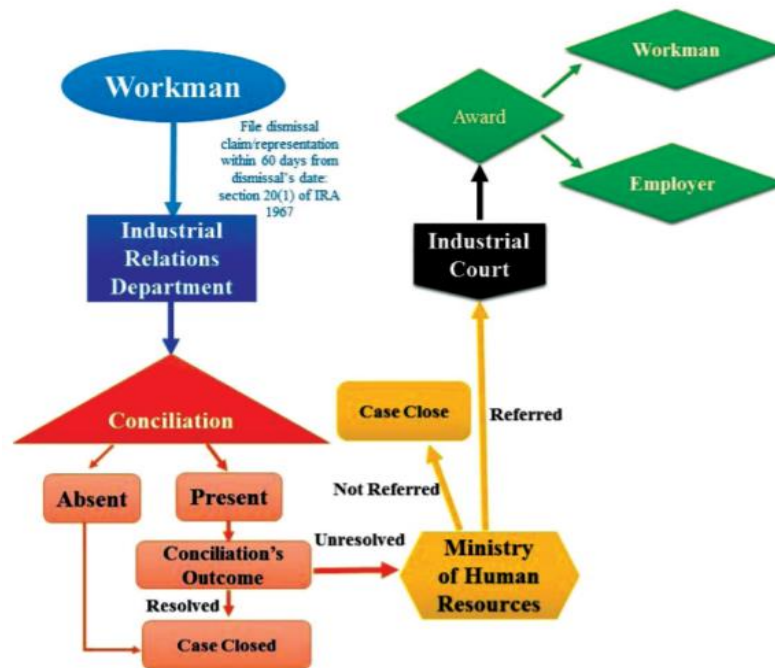 Workman
File dismissal
claim/representation
within 60 days from
dismissal's date:
section 20(1) of IRA
1967
Industrial
Relations
Department
Conciliation
Absent
Present
Conciliation's
Outcome
Resolved
Case Closed
Unresolved
Ministry
of Human
Resources
Not Referred
Case Close
Referred
Industrial
Court
Award
Workman
Employer